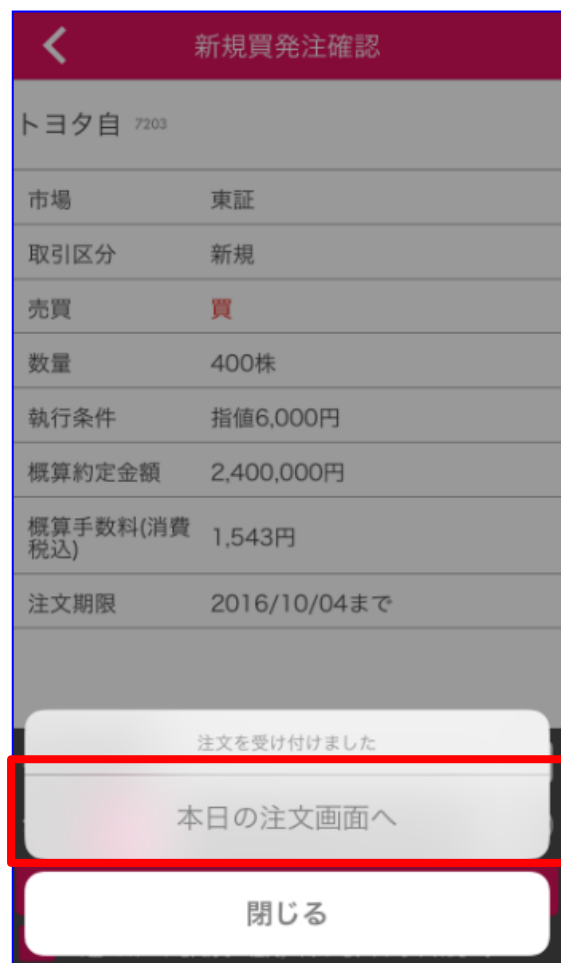 新規買発注確認
トヨタ自 7203
市場 東証
取引区分 新規
売買 買
数量 400株
執行条件 指値6,000円
概算約定金額 2,400,000円
概算手数料(消費税込) 1,543円
注文期限 2016/10/04まで
注文を受け付けました
本日の注文画面へ
閉じる